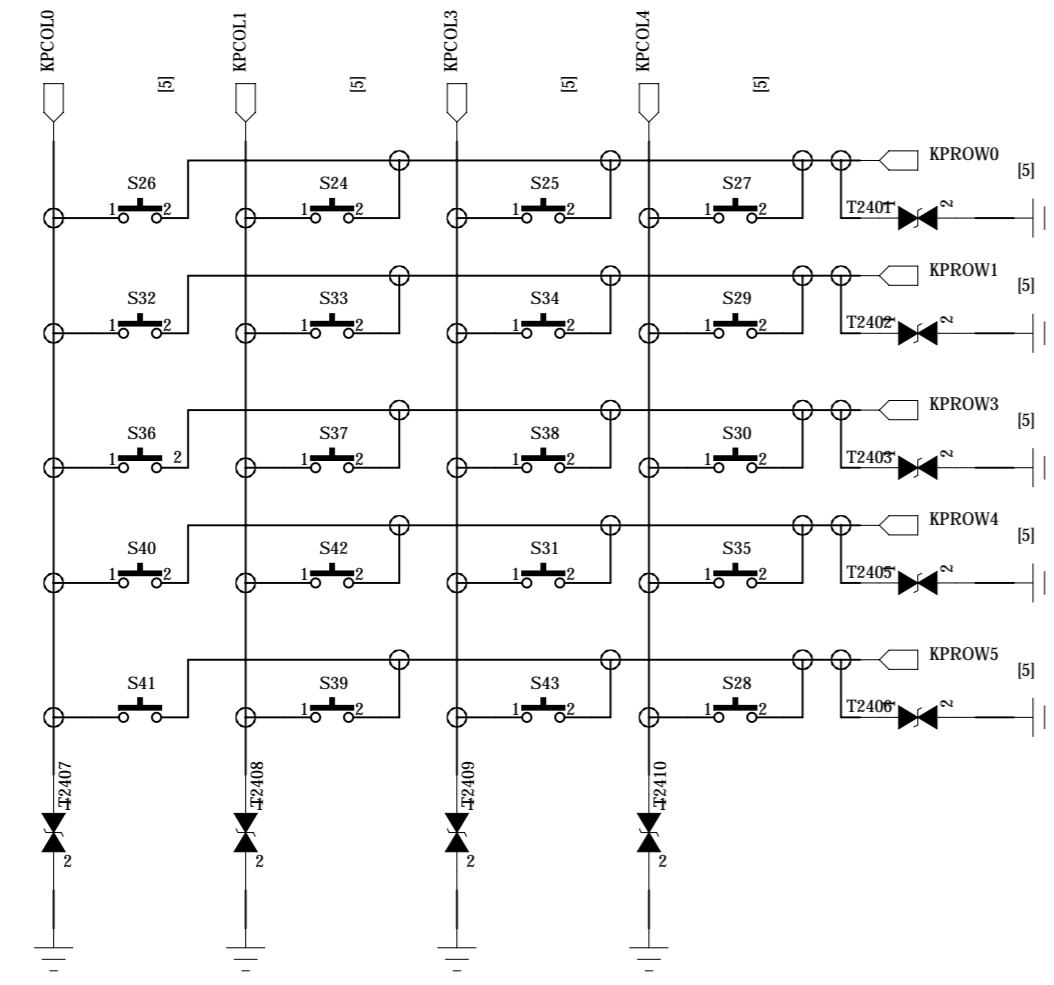 KPCOL0
KPCOL1
KPCOL3
KPCOL4
[5]
[5]
[5]
[5]
KPROW0
[5]
S26
S24
S25
S27
1 2
1 2
1 2
1 2
T2401
1 2
KPROW1
[5]
S32
S33
S34
S29
1 2
1 2
1 2
1 2
T2402
1 2
KPROW3
[5]
S36
S37
S38
S30
1 2
1 2
1 2
1 2
T2403
1 2
KPROW4
[5]
S40
S42
S31
S35
1 2
1 2
1 2
1 2
T2405
1 2
KPROW5
[5]
S41
S39
S43
S28
1 2
1 2
1 2
T2406
1 2
T2407
T2408
T2409
T2410
1
1
1
1
2
2
2
2